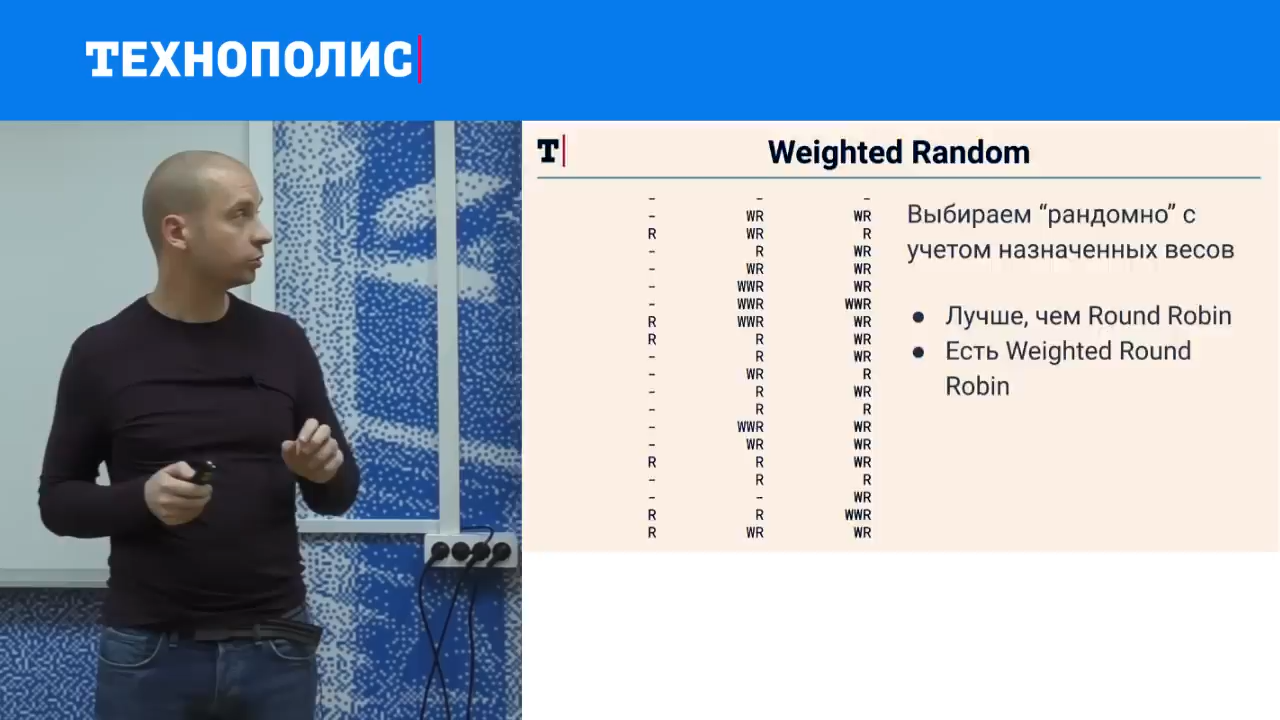 ТЕХНОПОЛИС
T
Weighted Random
- - -
- WR WR
R WR R
- R WR
- WR WR
- WWR WR
- WWR WWR
R WWR WR
R R WR
- R WR
- WR R
- R WR
- R R
- WWR WR
- WR WR
R R WR
- R R
- - WR
R R WWR
R WR WR
Выбираем “рандомно” с
учетом назначенных весов
● Лучше, чем Round Robin
● Есть Weighted Round
Robin